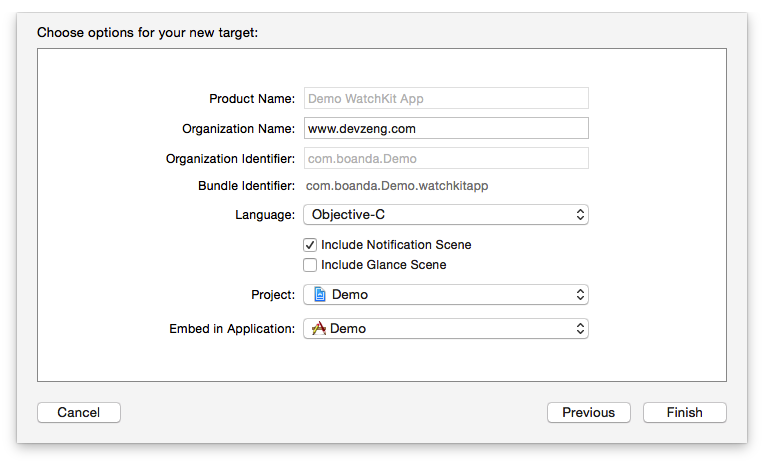 Choose options for your new target:
Product Name: Demo WatchKit App
Organization Name: www.devzeng.com
Organization Identifier: com.boanda.Demo
Bundle Identifier: com.boanda.Demo.watchkitapp
Language: Objective-C
Include Notification Scene
Include Glance Scene
Project: Demo
Embed in Application: Demo
Cancel Previous Finish